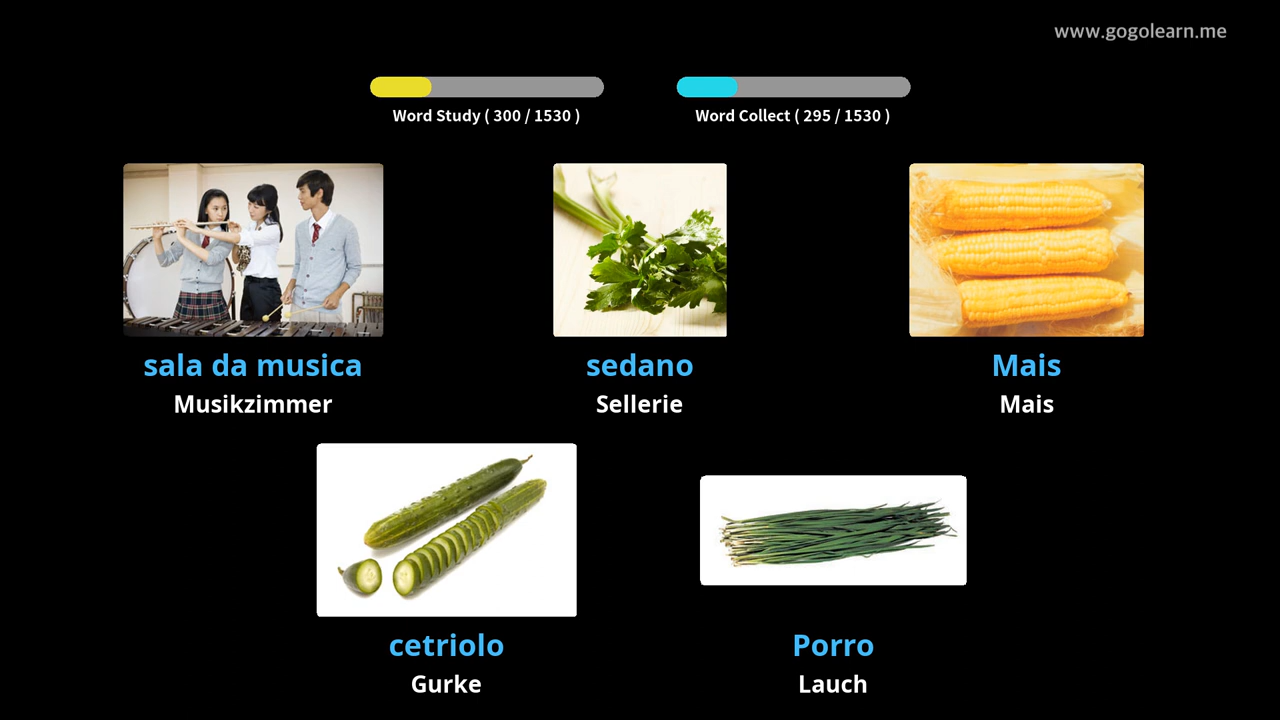 www.gogolearn.me
Word Study ( 300 / 1530 )
Word Collect ( 295 / 1530 )
sala da musica
Musikzimmer
sedano
Sellerie
Mais
Mais
cetriolo
Gurke
Porro
Lauch